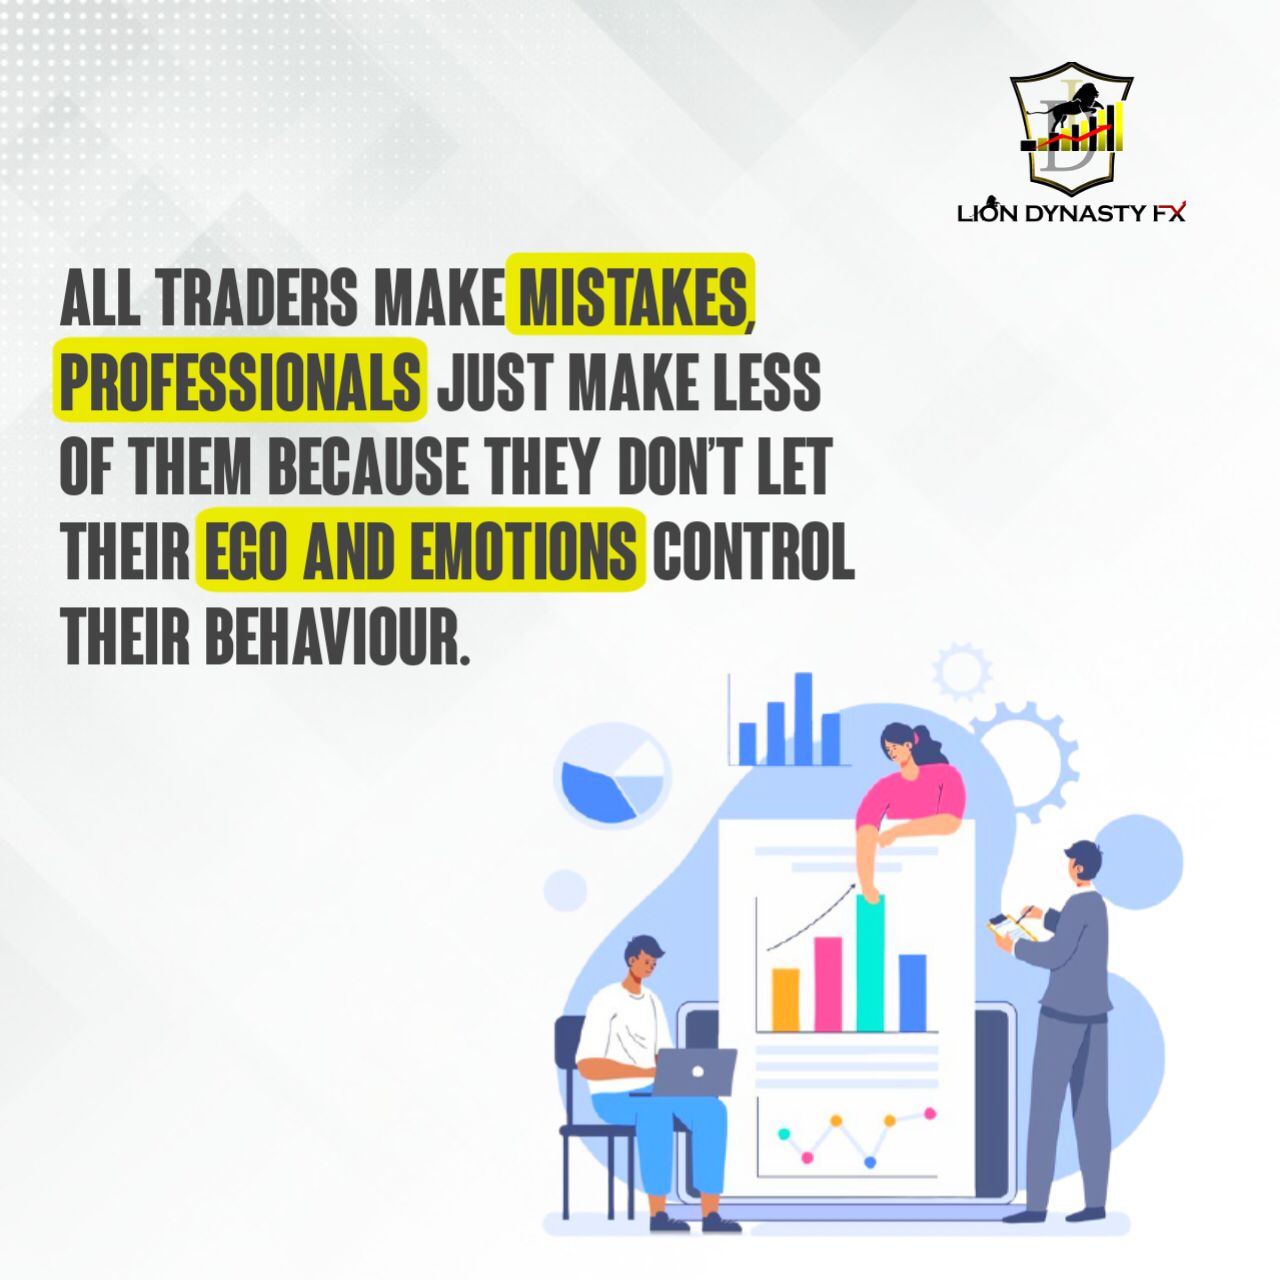 LION DYNASTY FX
ALL TRADERS MAKE MISTAKES,
PROFESSIONALS JUST MAKE LESS
OF THEM BECAUSE THEY DON'T LET
THEIR EGO AND EMOTIONS CONTROL
THEIR BEHAVIOUR.